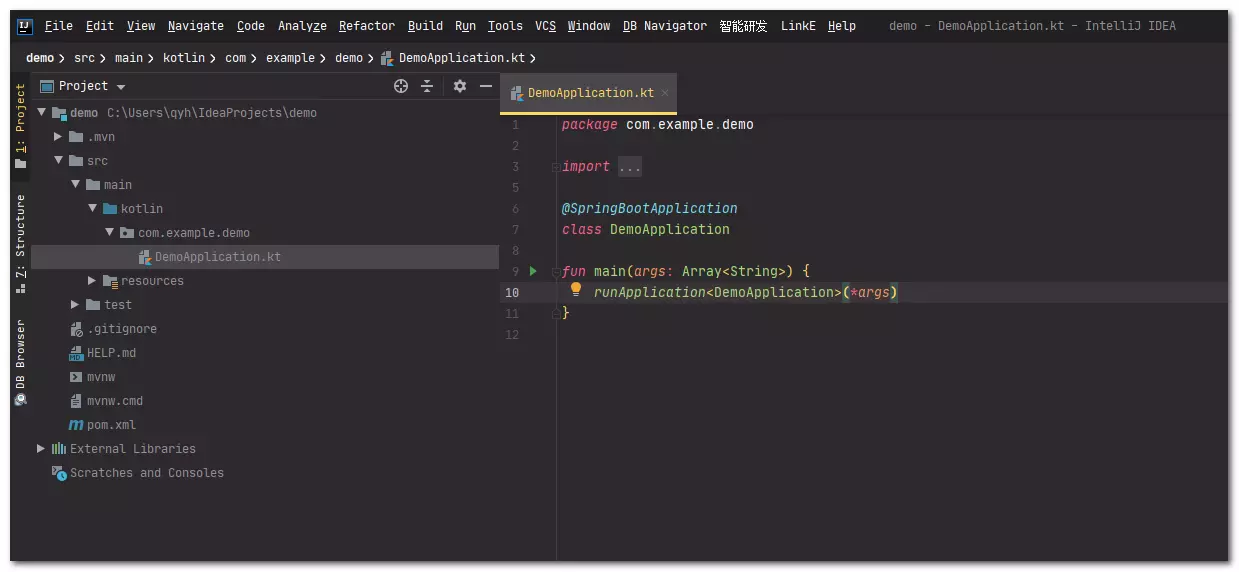 IJ File Edit View Navigate Code Analyze Refactor Build Run Tools VCS Window DB Navigator 智能研发 LinkE Help demo - DemoApplication.kt - IntelliJ IDEA
demo src main kotlin com example demo DemoApplication.kt
1: Project
7: Structure
DB Browser
Project
demo C:\Users\qyh\IdeaProjects\demo
.mvn
src
main
kotlin
com.example.demo
DemoApplication.kt
resources
test
.gitignore
HELP.md
mvnw
mvnw.cmd
pom.xml
External Libraries
Scratches and Consoles
DemoApplication.kt
1 package com.example.demo
2
3 import ...
5
6 @SpringBootApplication
7 class DemoApplication
8
9 fun main(args: Array<String>) {
10 runApplication<DemoApplication>(*args)
11 }
12